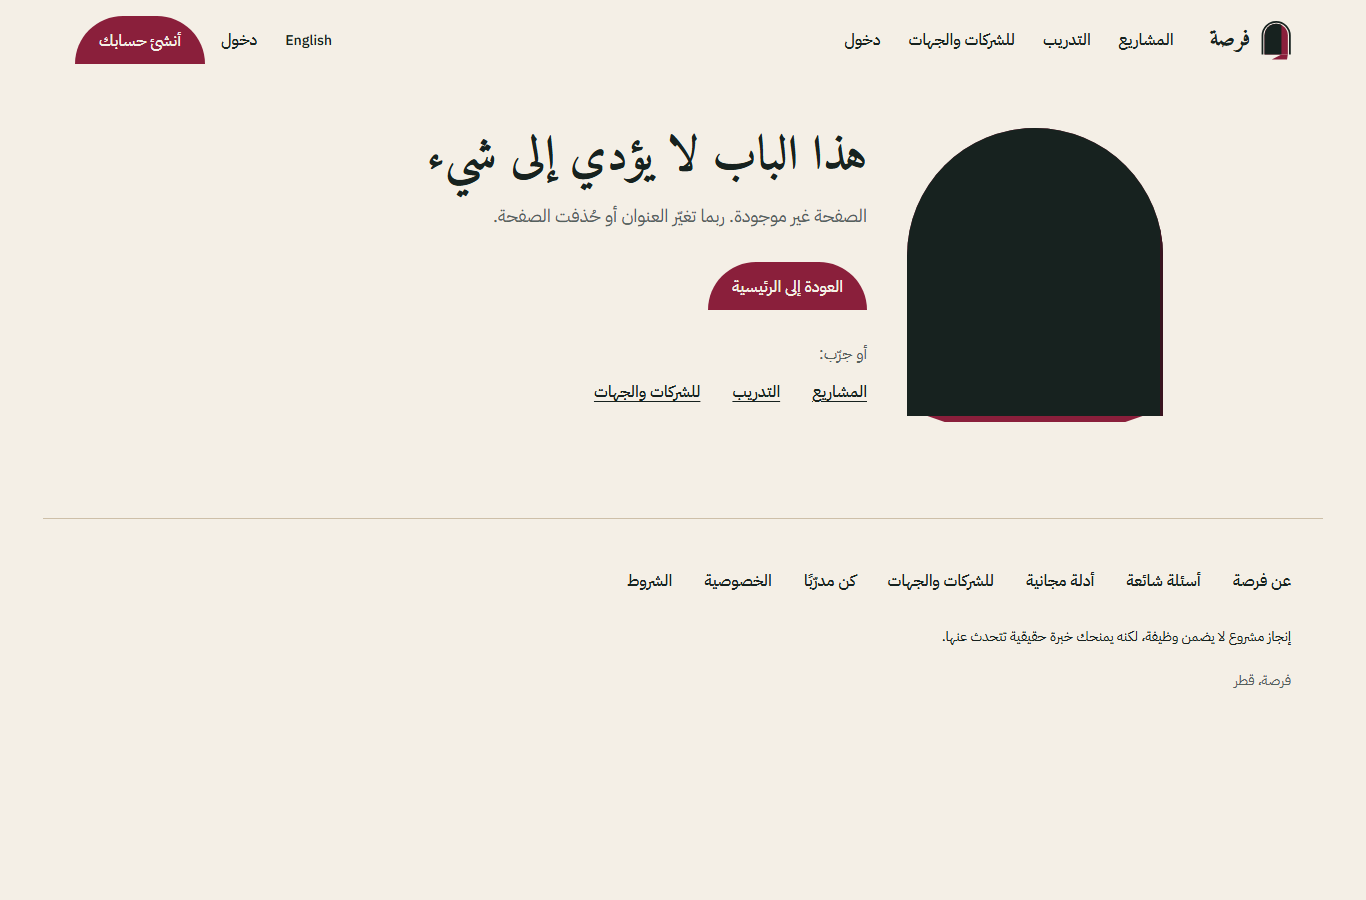 فرصة
المشاريع
التدريب
للشركات والجهات
دخول
English
دخول
أنشئ حسابك
هذا الباب لا يؤدي إلى شيء
الصفحة غير موجودة. ربما تغيّر العنوان أو حُذفت الصفحة.
العودة إلى الرئيسية
أو جرّب:
المشاريع
التدريب
للشركات والجهات
عن فرصة
أسئلة شائعة
أدلة مجانية
للشركات والجهات
كن مدرّبًا
الخصوصية
الشروط
إنجاز مشروع لا يضمن وظيفة، لكنه يمنحك خبرة حقيقية تتحدث عنها.
فرصة، قطر